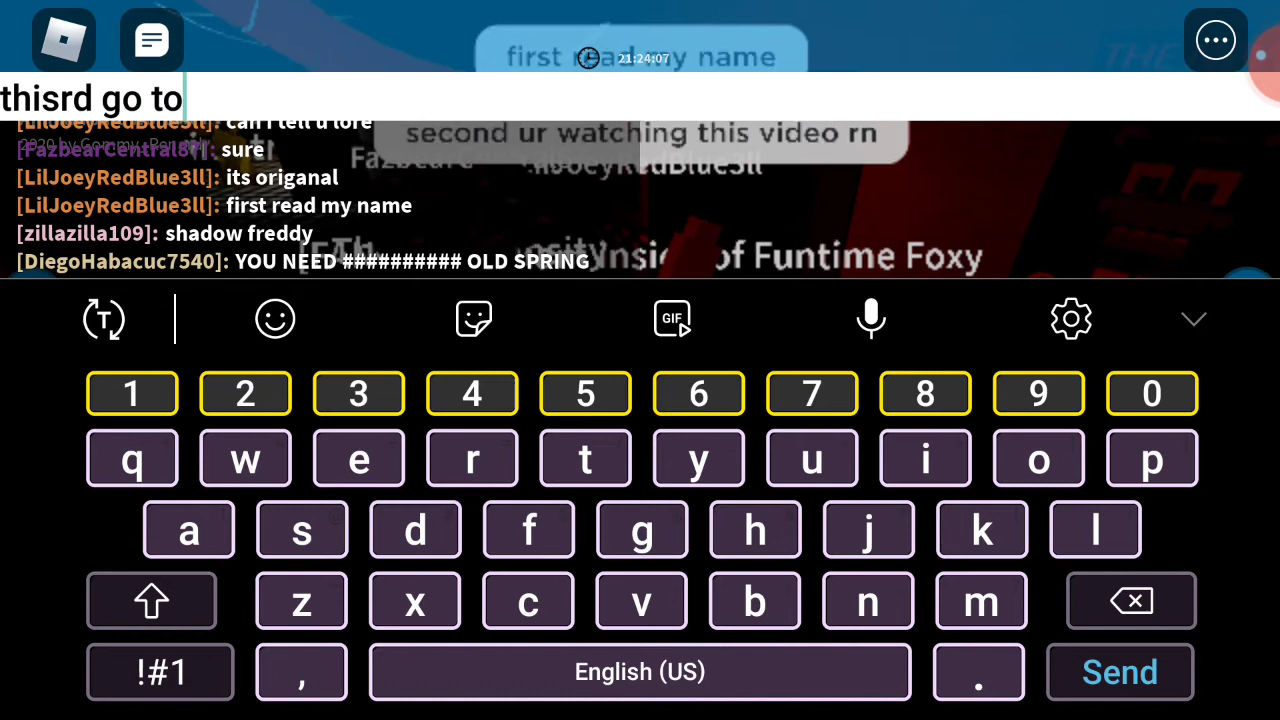 first read my name
21:24:07
thisrd go to
second ur watching this video rn
[LilJoeyRedBlue3ll]: can i tell u lore
[FazbearCentral87]: sure
[LilJoeyRedBlue3ll]: its origanal
[LilJoeyRedBlue3ll]: first read my name
[zillazilla109]: shadow freddy
[DiegoHabacuc7540]: YOU NEED ########## OLD SPRING
of Funtime Foxy
GIF
1 2 3 4 5 6 7 8 9 0
q w e r t y u i o p
a s d f g h j k l
z x c v b n m
!#1 , English (US) . Send